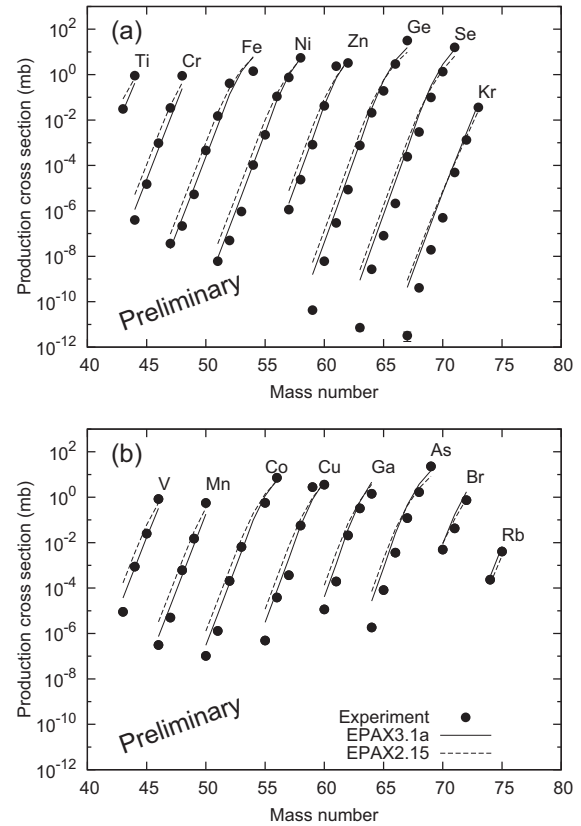 (a)
Ti Cr Fe Ni Zn Ge Se
Kr
Production cross section (mb)
10^2
10^0
10^-2
10^-4
10^-6
10^-8
10^-10
10^-12
Preliminary
40 45 50 55 60 65 70 75 80
Mass number
(b)
V Mn Co Cu Ga As
Br
Rb
Production cross section (mb)
10^2
10^0
10^-2
10^-4
10^-6
10^-8
10^-10
10^-12
Preliminary
Experiment
EPAX3.1a
EPAX2.15
40 45 50 55 60 65 70 75 80
Mass number